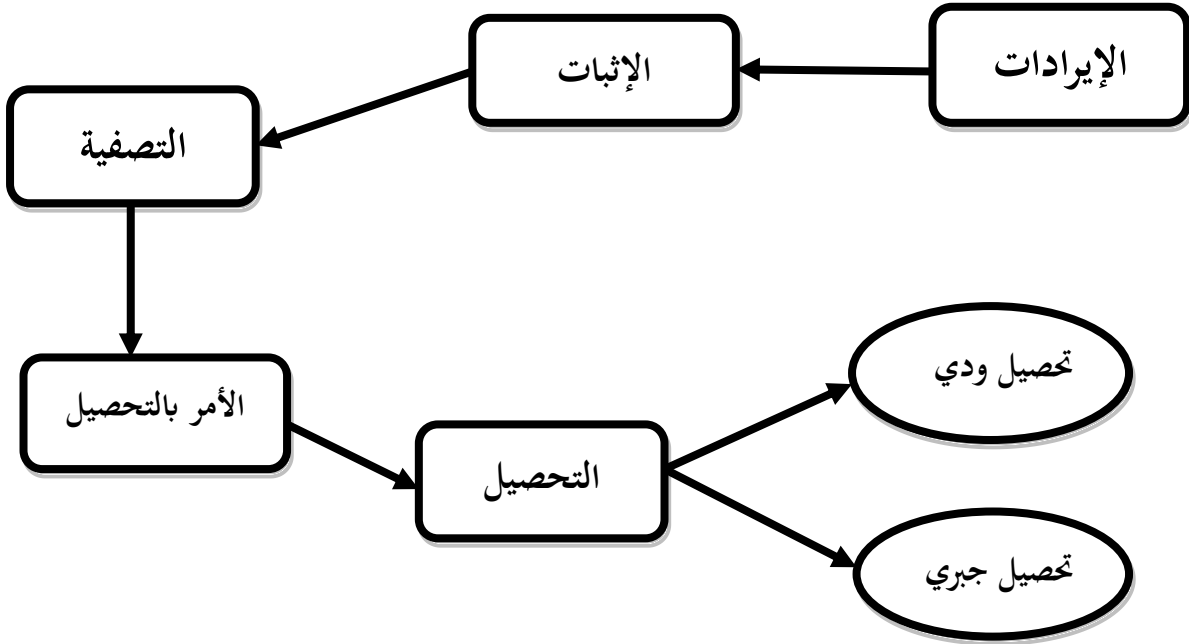 الإيرادات
الإثبات
التصفية
الأمر بالتحصيل
التحصيل
تحصيل ودي
تحصيل جبري